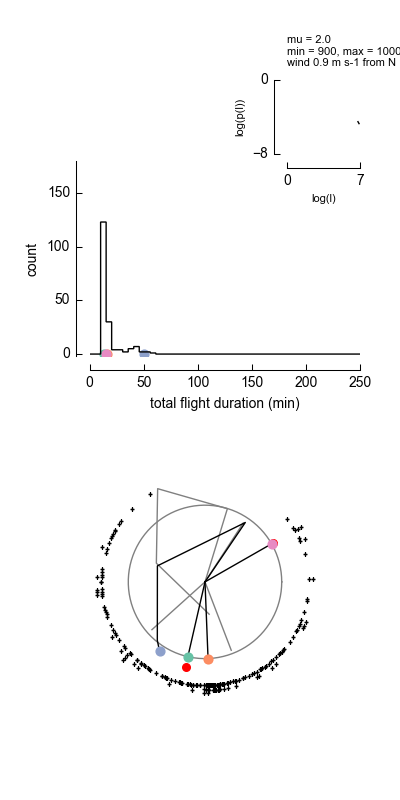 mu = 2.0
min = 900, max = 1000
wind 0.9 m s-1 from N
0
−8
log(p(l))
0 7
log(l)
150
100
50
0
count
0 50 100 150 200 250
total flight duration (min)